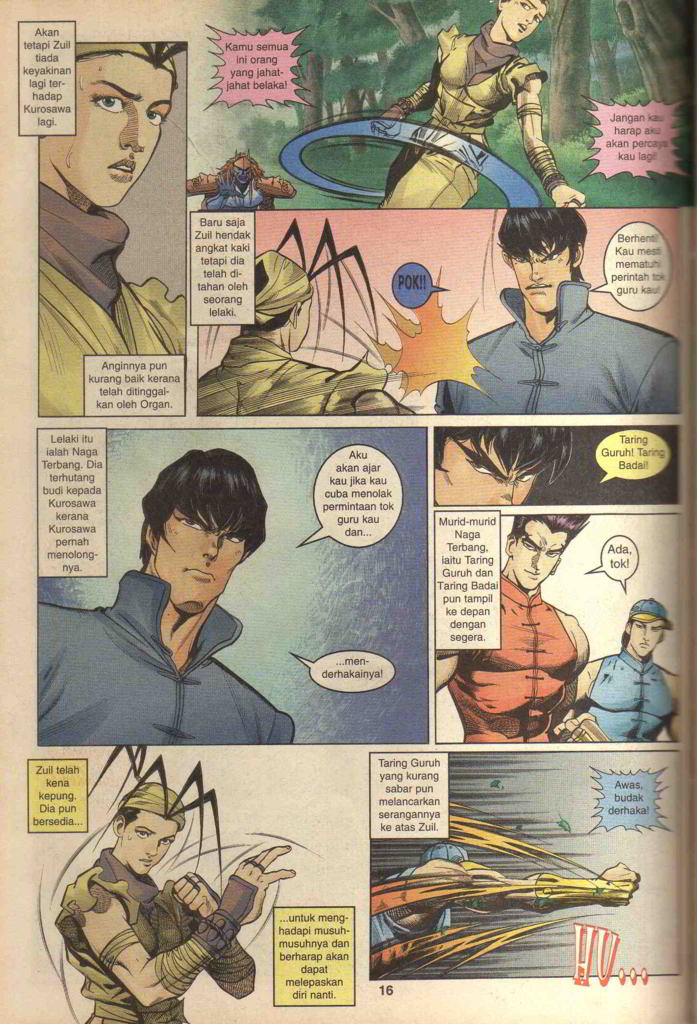 Akan
tetapi Zuil
tiada
keyakinan
lagi ter-
hadap
Kurosawa
lagi.
Kamu semua
ini orang
yang jahat-
jahat belaka!
Jangan kau
harap aku
akan percaya
kau lagi!
Anginnya pun
kurang baik kerana
telah ditinggal-
kan oleh Organ.
Baru saja
Zuil hendak
angkat kaki
tetapi dia
telah di-
tahan oleh
seorang
lelaki.
POK!!
Berhenti!
Kau mesti
mematuhi
perintah tok
guru kau!
Lelaki itu
ialah Naga
Terbang. Dia
terhutang
budi kepada
Kurosawa
kerana
Kurosawa
pernah
menolong-
nya.
Aku
akan ajar
kau jika kau
cuba menolak
permintaan tok
guru kau
dan...
...men-
derhakainya!
Taring
Guruh! Taring
Badai!
Murid-murid
Naga
Terbang,
iaitu Taring
Guruh dan
Taring Badai
pun tampil
ke depan
dengan
segera.
Ada,
tok!
Zuil telah
kena
kepung.
Dia pun
bersedia...
...untuk meng-
hadapi musuh-
musuhnya dan
berharap akan
dapat
melepaskan
diri nanti.
Taring Guruh
yang kurang
sabar pun
melancarkan
serangannya
ke atas Zuil.
Awas,
budak
derhaka!
HU...
16